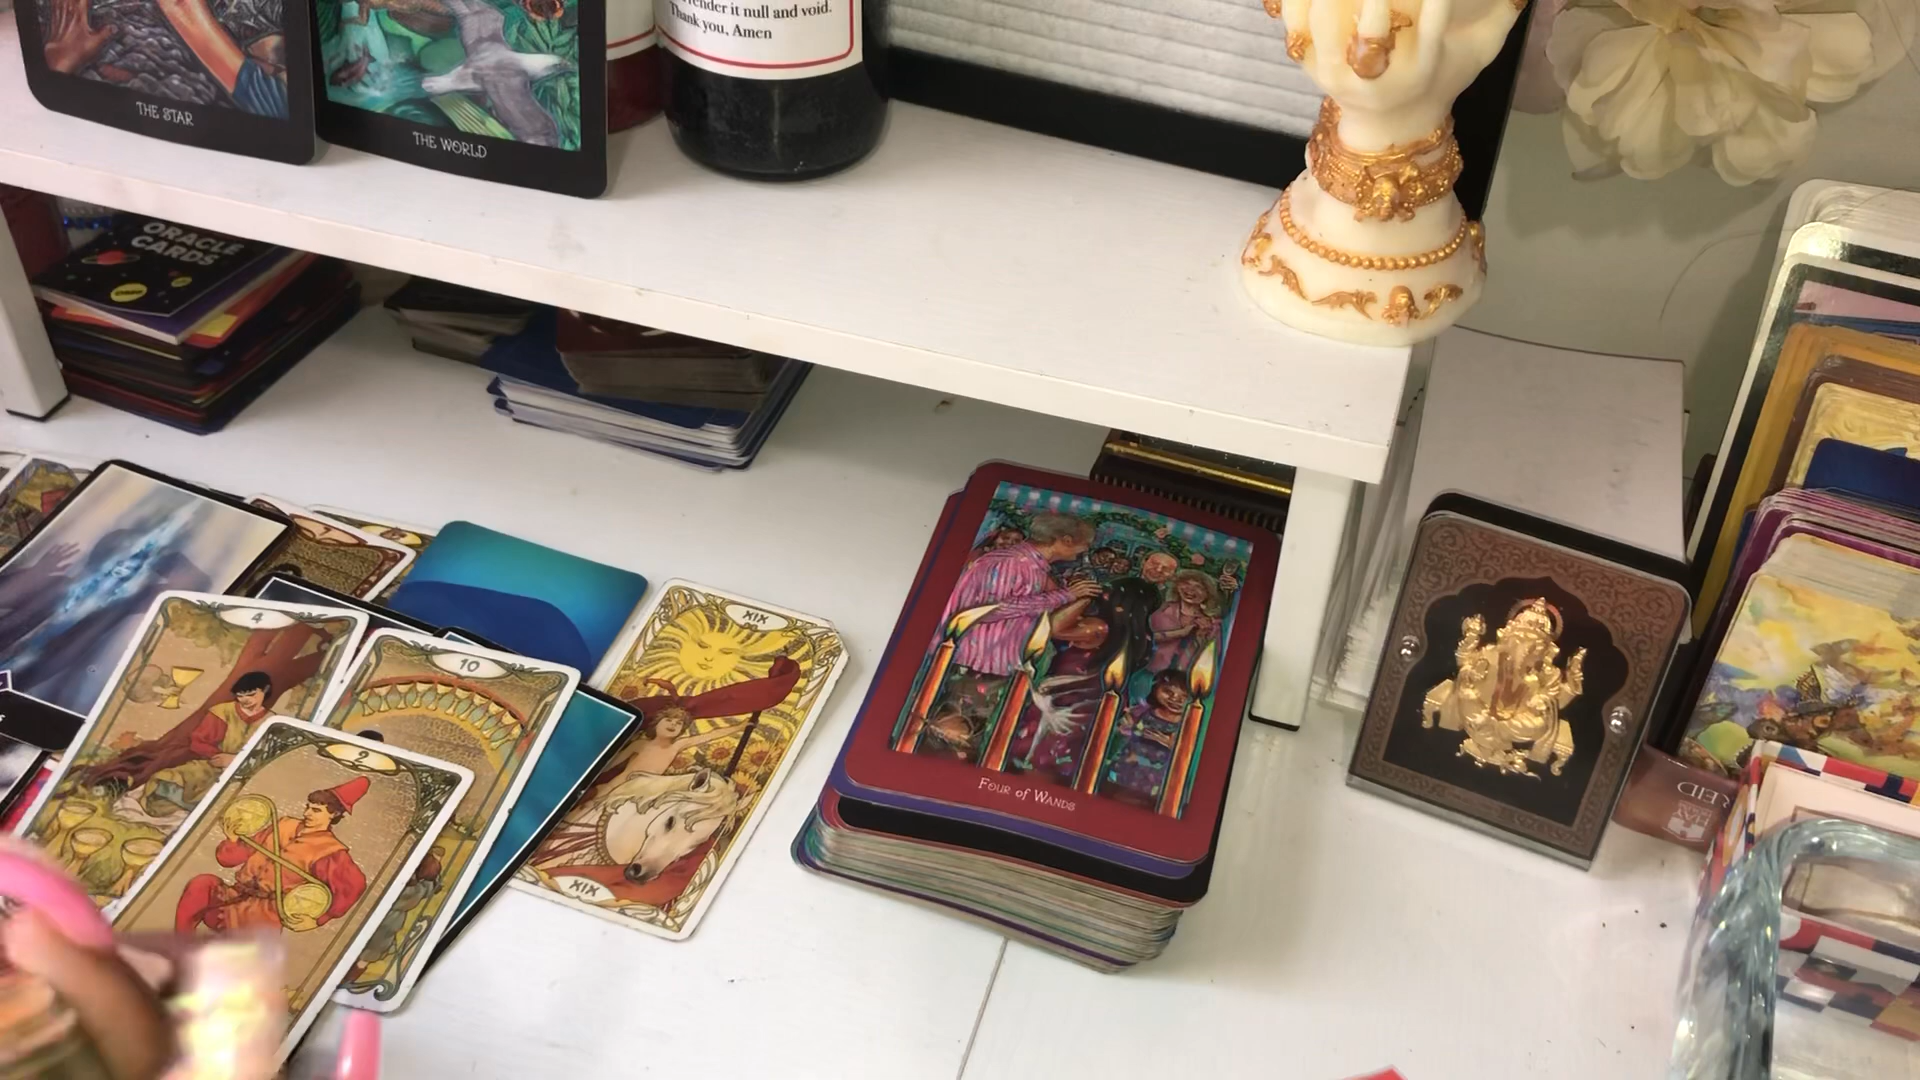 THE STAR
THE WORLD
render it null and void.
Thank you, Amen
ORACLE
CARDS
4
10
2
XIX
XIX
FOUR OF WANDS
REID